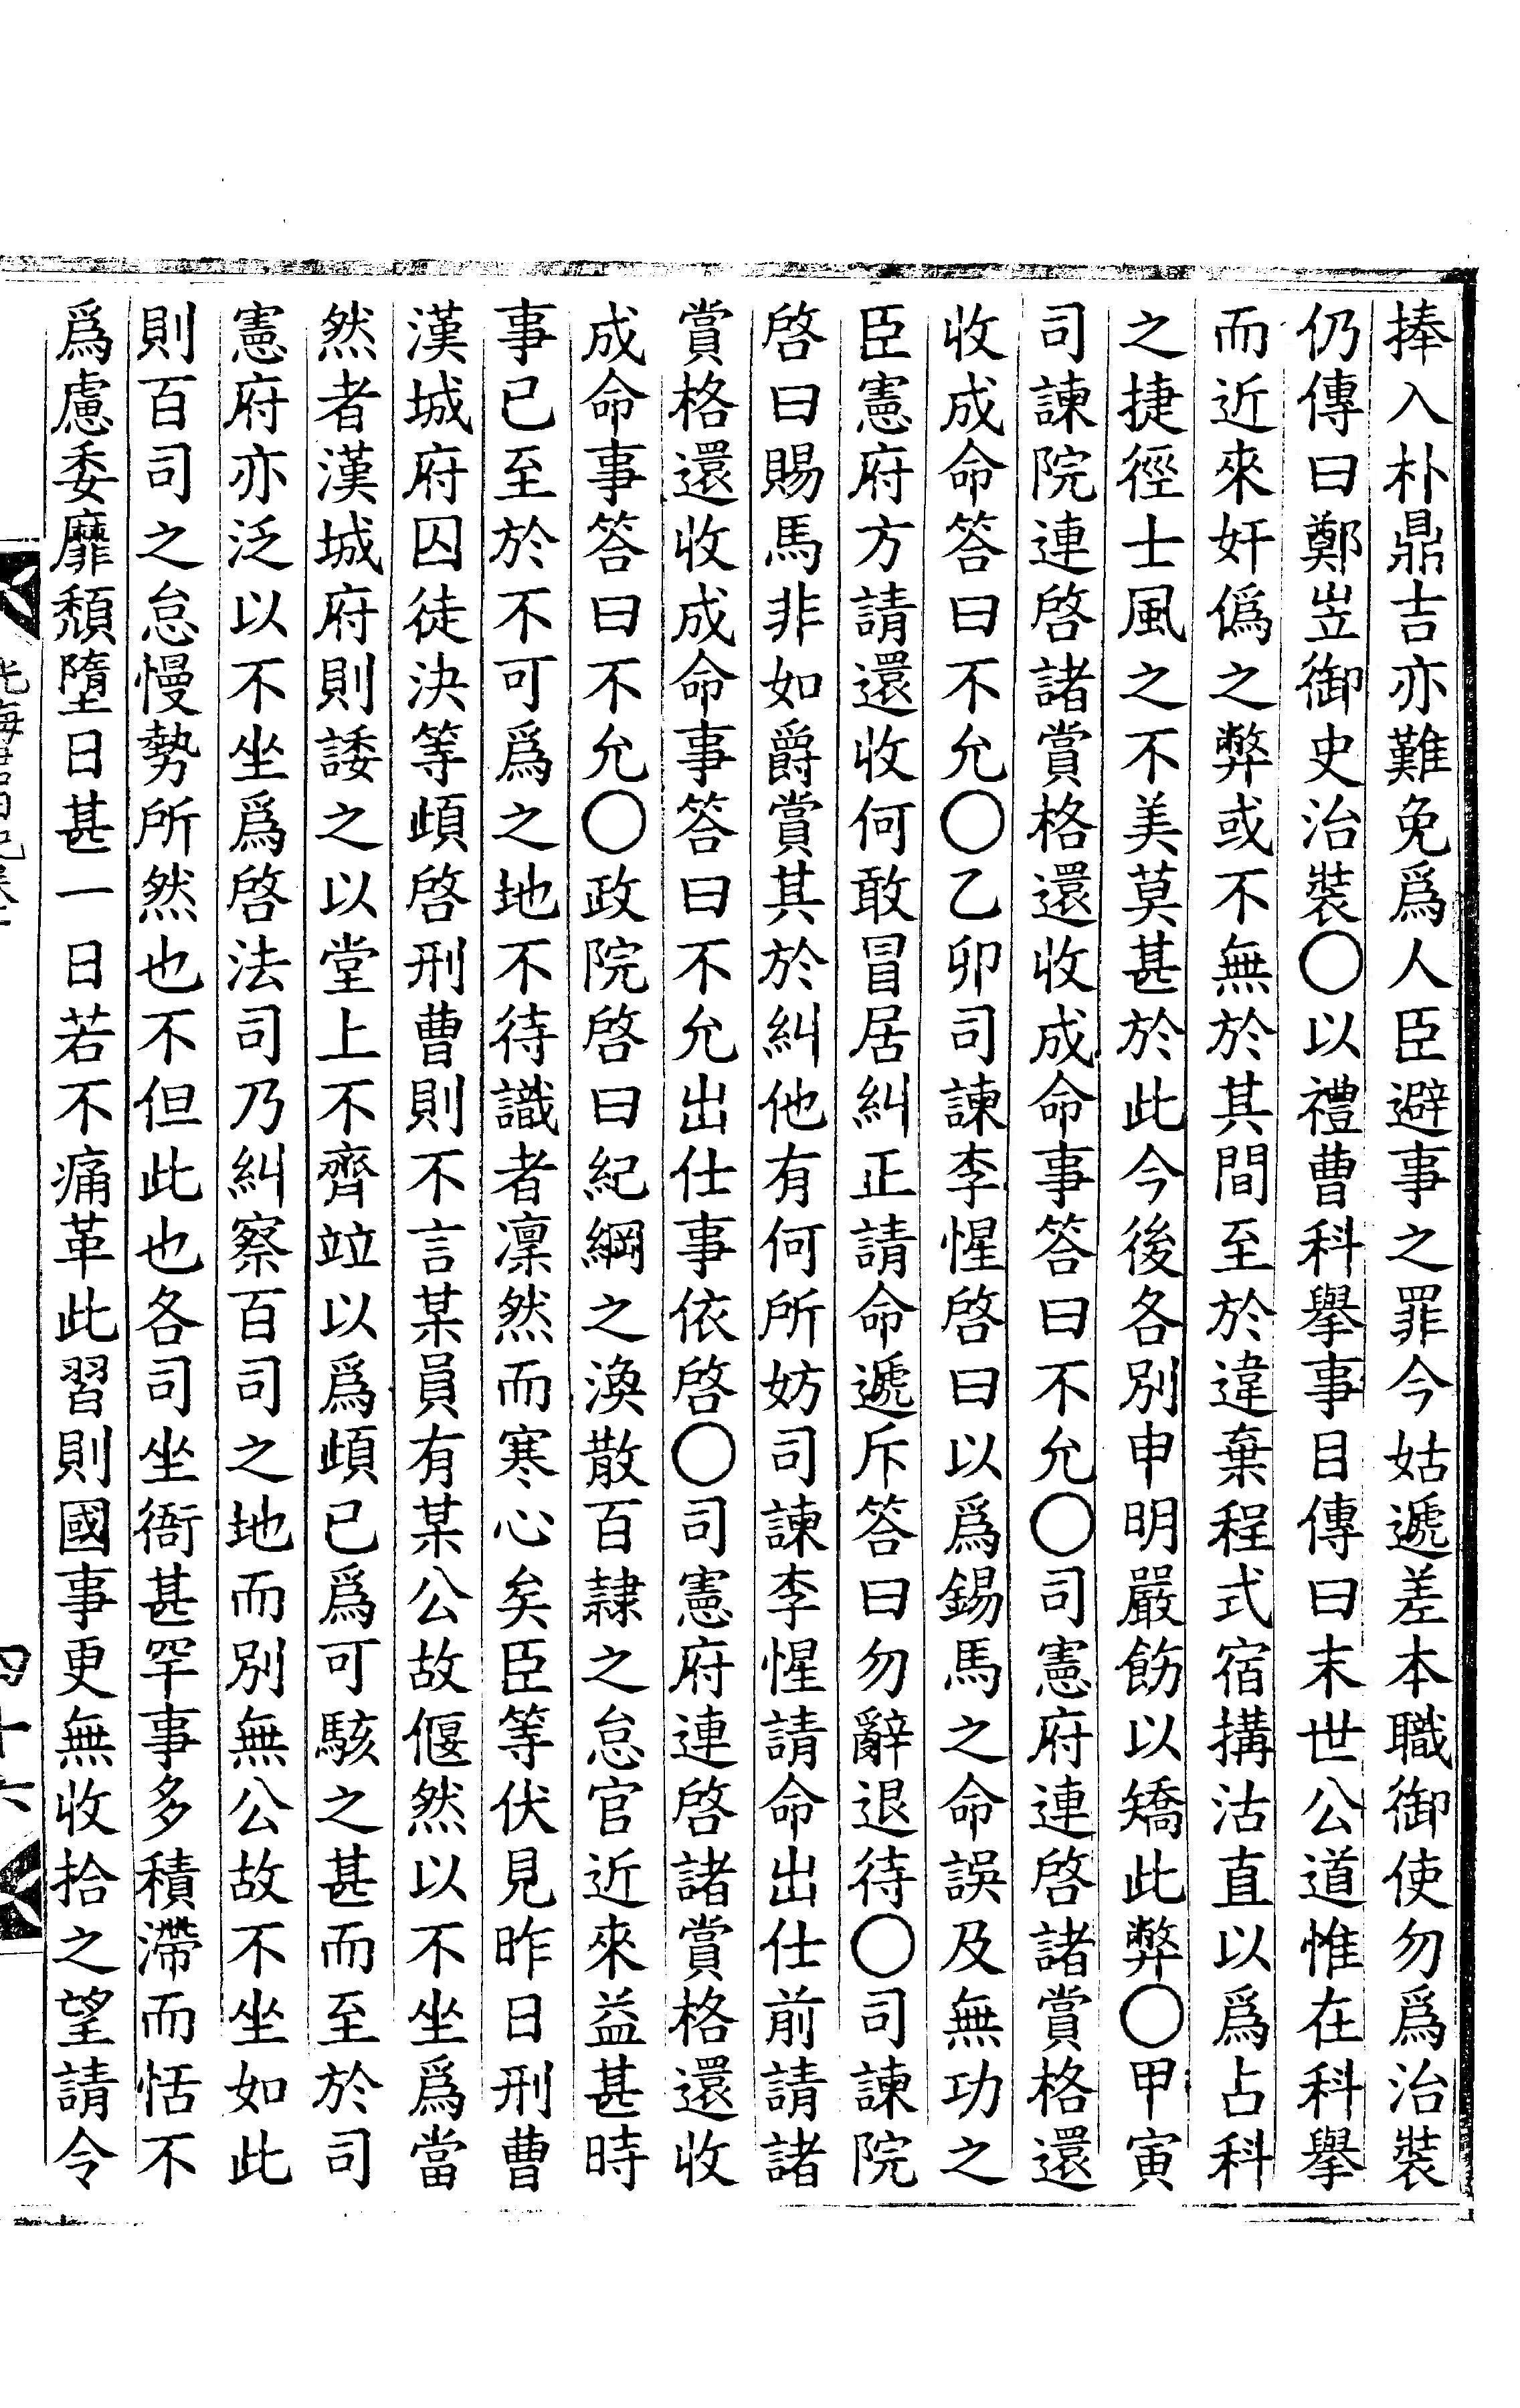 捧入朴鼎吉亦難免爲人臣避事之罪今姑遞差本職御使勿爲治裝
仍傳曰鄭岦御史治裝〇以禮曹科擧事目傳曰末世公道惟在科擧
而近來奸僞之弊或不無於其間至於違棄程式宿搆沽直以爲占科
之捷徑士風之不美莫甚於此今後各別申明嚴飭以矯此弊〇甲寅
司諫院連啓諸賞格還收成命事答曰不允〇司憲府連啓諸賞格還
收成命答曰不允〇乙卯司諫李惺啓曰以爲錫馬之命誤及無功之
臣憲府方請還收何敢冒居糾正請命遞斥答曰勿辭退待〇司諫院
啓曰賜馬非如爵賞其於糾他有何所妨司諫李惺請命出仕前請諸
賞格還收成命事答曰不允出仕事依啓〇司憲府連啓諸賞格還收
成命事答曰不允〇政院啓曰紀綱之渙散百隷之怠官近來益甚時
事已至於不可爲之地不待識者凜然而寒心矣臣等伏見昨日刑曹
漢城府囚徒決等頉啓刑曹則不言某員有某公故偃然以不坐爲當
然者漢城府則諉之以堂上不齊竝以爲頉已爲可駭之甚而至於司
憲府亦泛以不坐爲啓法司乃糾察百司之地而別無公故不坐如此
則百司之怠慢勢所然也不但此也各司坐衙甚罕事多積滯而恬不
爲慮委靡頹墮日甚一日若不痛革此習則國事更無收拾之望請令
四十六